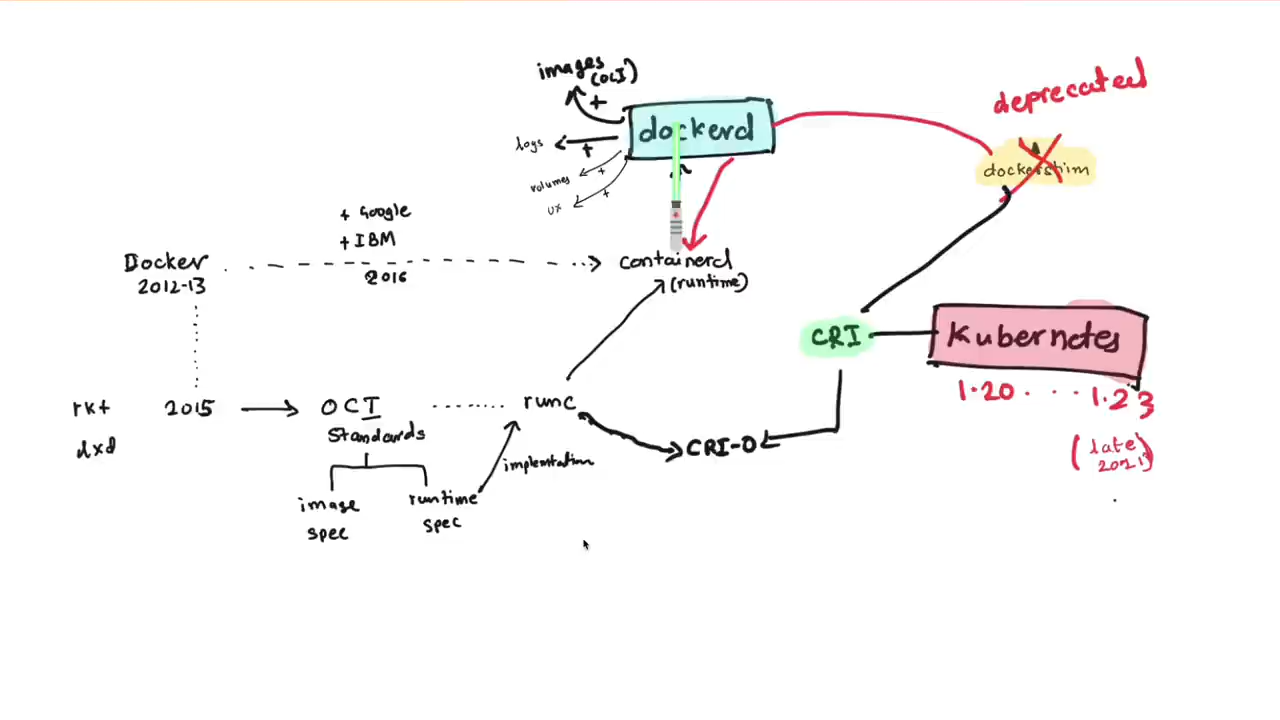 images
(OCI)
+
deprecated
dockerd
logs
+
dockershim
volumes
+
UX
+
+ Google
+ IBM
Docker
2012-13
2016
containerd
(runtime)
CRI
Kubernetes
1.20 . . . . 1.23
(late
2021)
rkt
2015
OCI
runc
lxd
Standards
CRI-O
implemtation
image
spec
runtime
spec